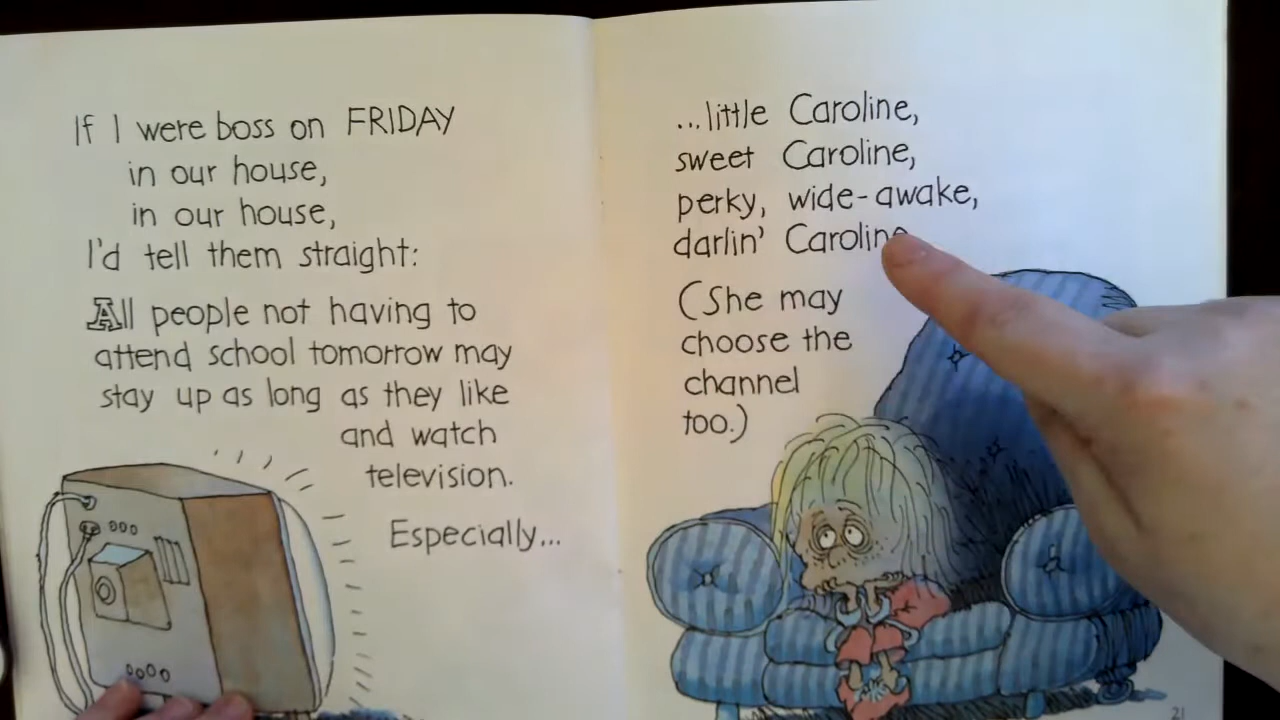 If I were boss on FRIDAY
in our house,
in our house,
I'd tell them straight:
All people not having to
attend school tomorrow may
stay up as long as they like
and watch
television.
Especially...
...little Caroline,
sweet Caroline,
perky, wide-awake,
darlin' Caroline
(She may
choose the
channel
too.)
21